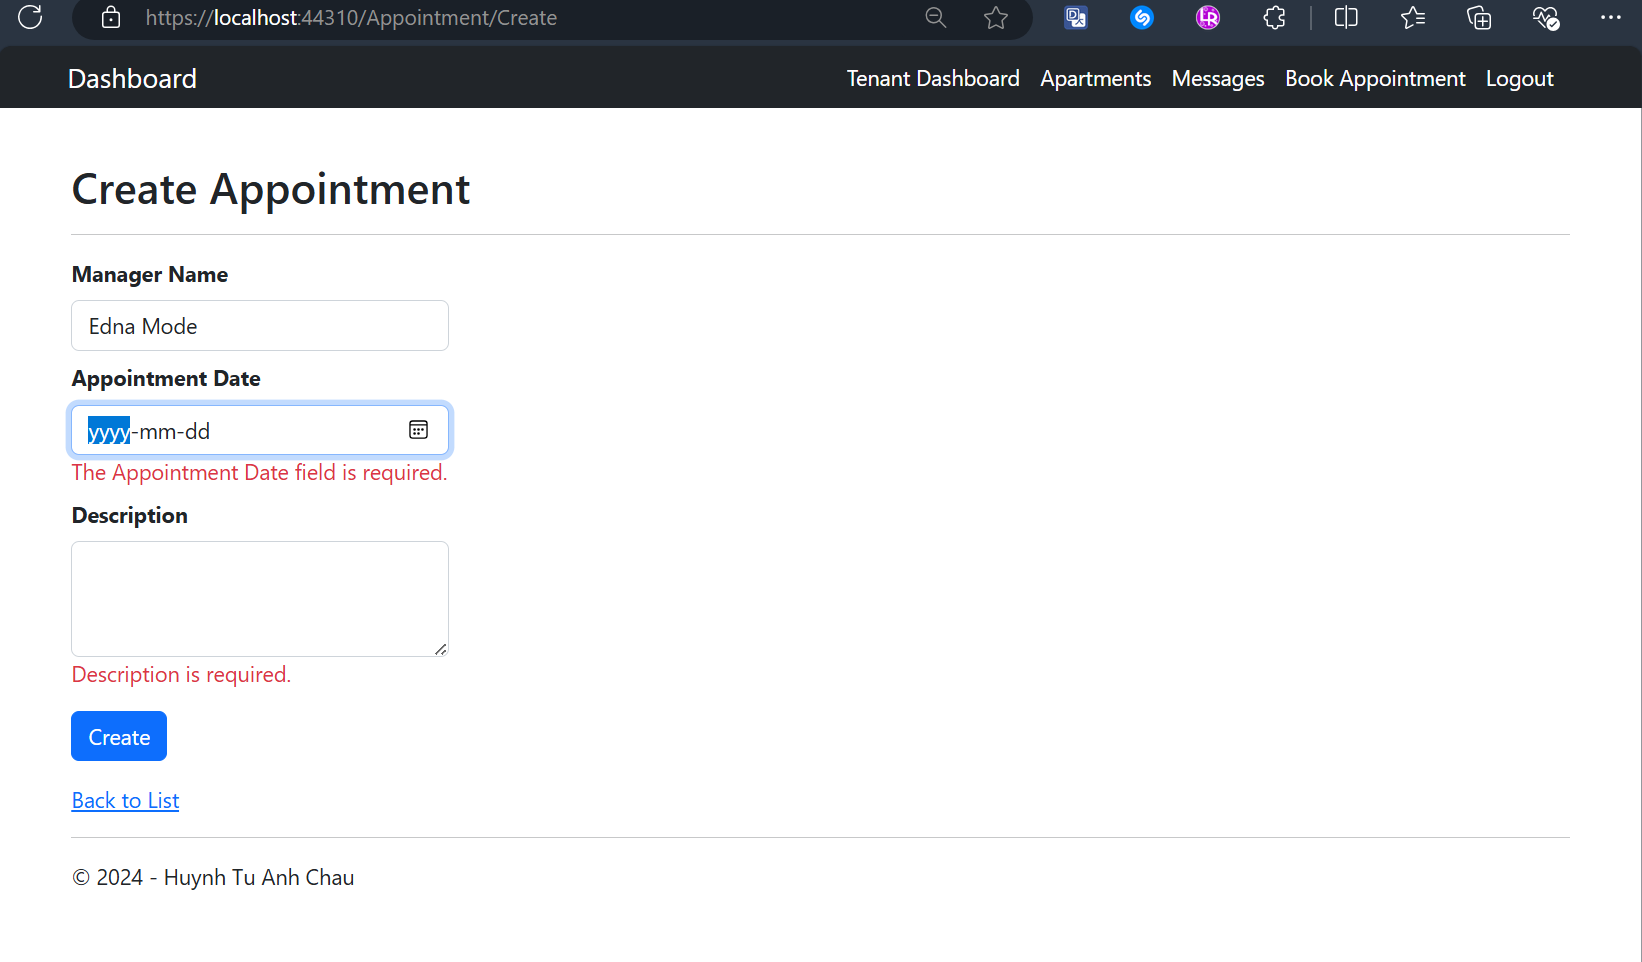 https://localhost:44310/Appointment/Create
Dashboard
Tenant Dashboard Apartments Messages Book Appointment Logout
Create Appointment
Manager Name
Edna Mode
Appointment Date
yyyy-mm-dd
The Appointment Date field is required.
Description
Description is required.
Create
Back to List
© 2024 - Huynh Tu Anh Chau